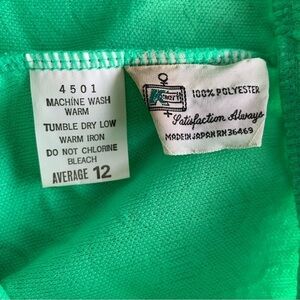 4501
MACHINE WASH
WARM
TUMBLE DRY LOW
WARM IRON
DO NOT CHLORINE
BLEACH
AVERAGE 12
Kmart
100% POLYESTER
Satisfaction Always
MADE IN JAPAN RN 36469